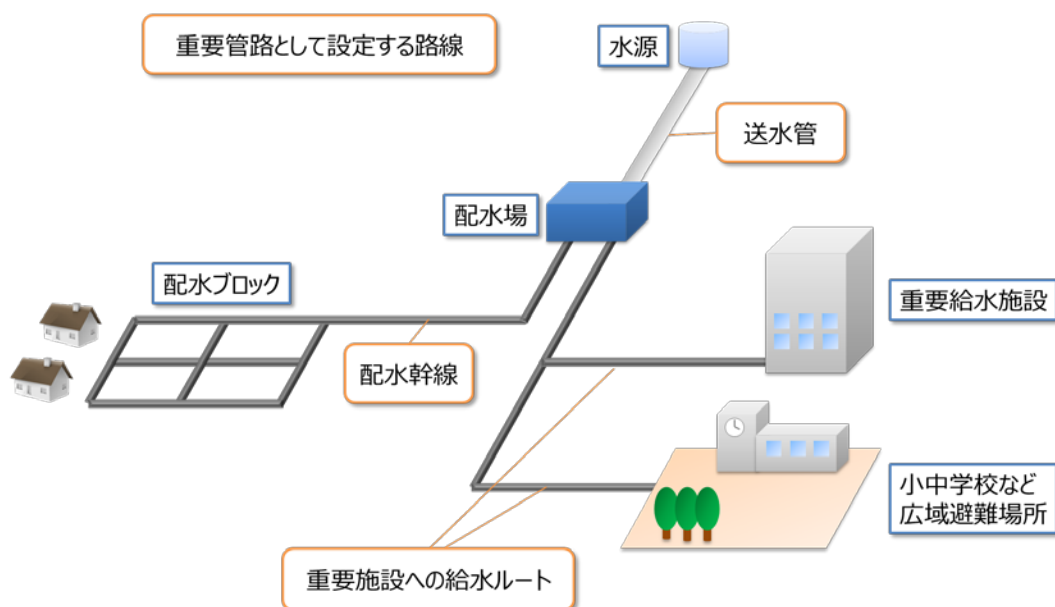 重要管路として設定する路線
水源
送水管
配水場
配水ブロック
重要給水施設
配水幹線
小中学校など
広域避難場所
重要施設への給水ルート